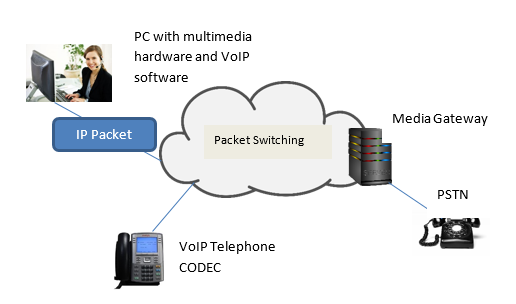 PC with multimedia
hardware and VoIP
software
IP Packet
Packet Switching
Media Gateway
PSTN
VoIP Telephone
CODEC